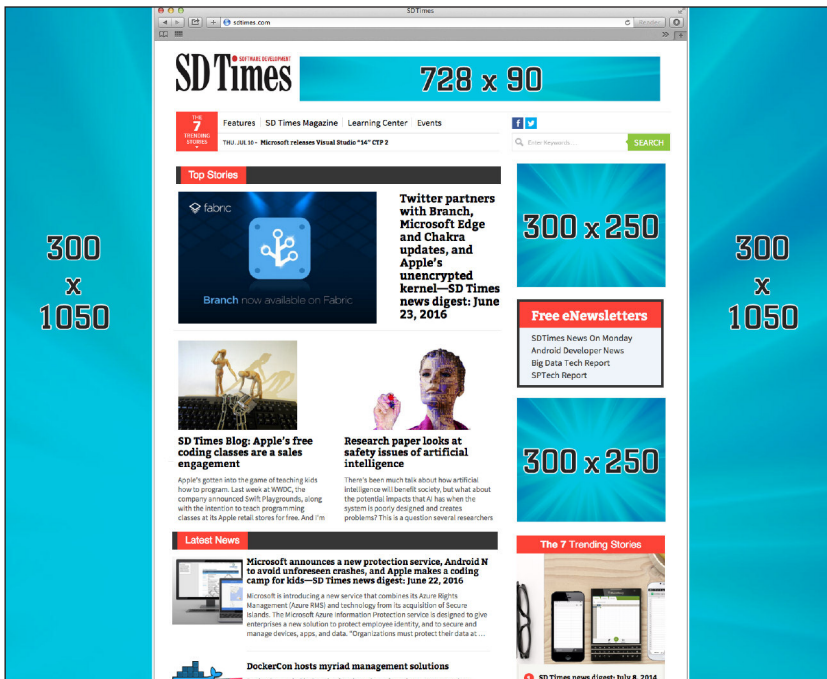 SDTimes
sdtimes.com
Reader
SOFTWARE DEVELOPMENT
SD Times
728 x 90
THE
7
TRENDING
STORIES
Features
SD Times Magazine
Learning Center
Events
THU. JUL 10 – Microsoft releases Visual Studio "14" CTP 2
Enter Keywords ...
SEARCH
300
x
1050
Top Stories
fabric
Branch now available on Fabric
Twitter partners
with Branch,
Microsoft Edge
and Chakra
updates, and
Apple's
unencrypted
kernel—SD Times
news digest: June
23, 2016
300 x 250
300
x
1050
Free eNewsletters
SDTimes News On Monday
Android Developer News
Big Data Tech Report
SPTech Report
SD Times Blog: Apple's free
coding classes are a sales
engagement
Apple's gotten into the game of teaching kids
how to program. Last week at WWDC, the
company announced Swift Playgrounds, along
with the intention to teach programming
classes at its Apple retail stores for free. And I'm
Research paper looks at
safety issues of artificial
intelligence
There's been much talk about how artificial
intelligence will benefit society, but what about
the potential impacts that AI has when the
system is poorly designed and creates
problems? This is a question several researchers
300 x 250
Latest News
Microsoft announces a new protection service, Android N
to avoid unforeseen crashes, and Apple makes a coding
camp for kids—SD Times news digest: June 22, 2016
Microsoft is introducing a new service that combines its Azure Rights
Management (Azure RMS) and technology from its acquisition of Secure
Islands. The Microsoft Azure Information Protection service is designed to give
enterprises a new solution to protect employee identity, and to secure and
manage devices, apps, and data. "Organizations must protect their data at ...
DockerCon hosts myriad management solutions
The 7 Trending Stories
1 SD Times news digest: July 8, 2014